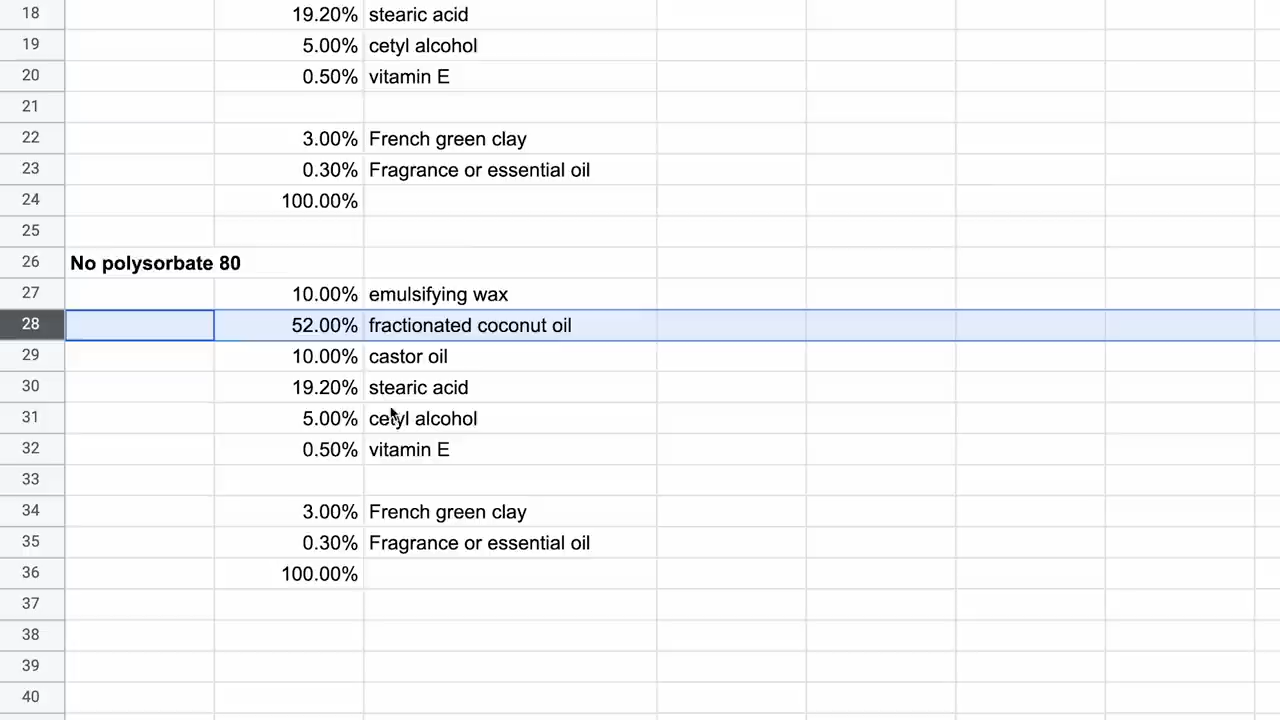 18 19.20% stearic acid
19 5.00% cetyl alcohol
20 0.50% vitamin E
21
22 3.00% French green clay
23 0.30% Fragrance or essential oil
24 100.00%
25
26 No polysorbate 80
27 10.00% emulsifying wax
28 52.00% fractionated coconut oil
29 10.00% castor oil
30 19.20% stearic acid
31 5.00% cetyl alcohol
32 0.50% vitamin E
33
34 3.00% French green clay
35 0.30% Fragrance or essential oil
36 100.00%
37
38
39
40